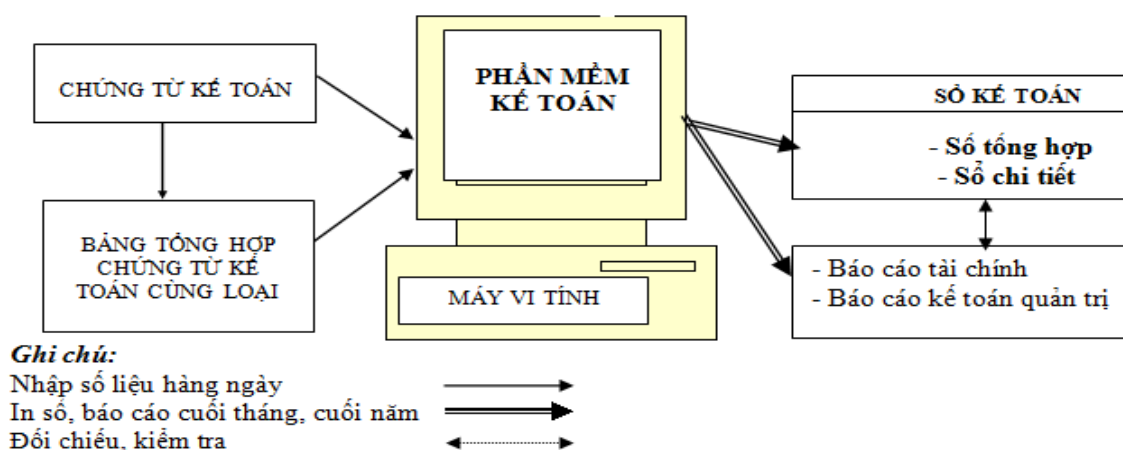 CHỨNG TỪ KẾ TOÁN
BẢNG TỔNG HỢP
CHỨNG TỪ KẾ
TOÁN CÙNG LOẠI
PHẦN MỀM
KẾ TOÁN
MÁY VI TÍNH
SỔ KẾ TOÁN
- Sổ tổng hợp
- Sổ chi tiết
- Báo cáo tài chính
- Báo cáo kế toán quản trị
Ghi chú:
Nhập số liệu hàng ngày
In sổ, báo cáo cuối tháng, cuối năm
Đối chiếu, kiểm tra